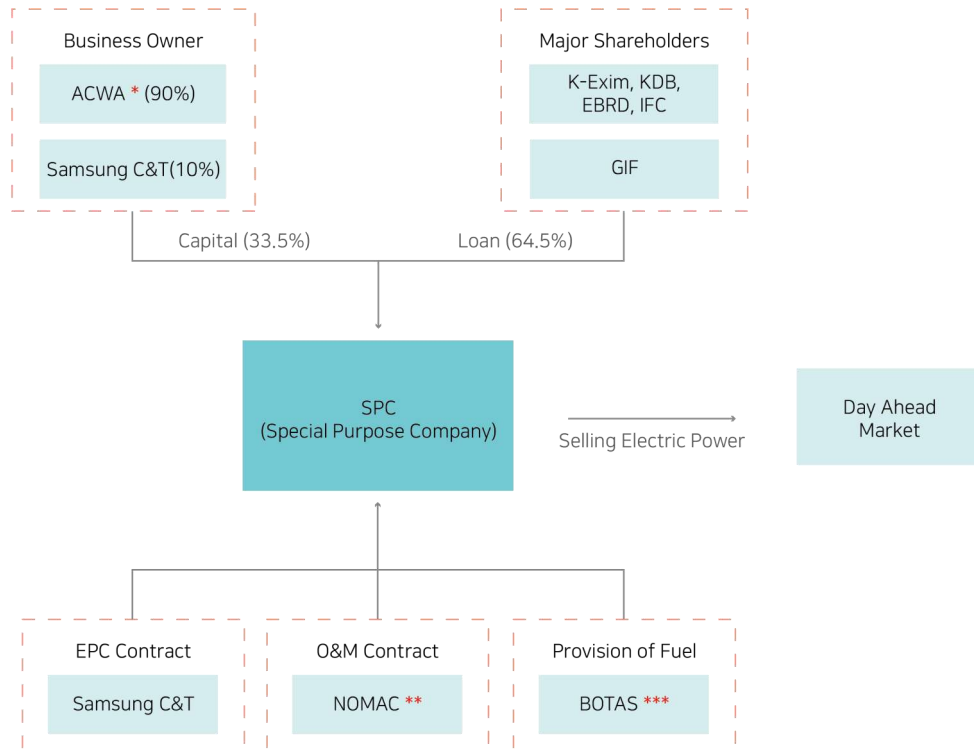 Business Owner
ACWA * (90%)
Samsung C&T(10%)
Major Shareholders
K-Exim, KDB,
EBRD, IFC
GIF
Capital (33.5%)
Loan (64.5%)
SPC
(Special Purpose Company)
Selling Electric Power
Day Ahead
Market
EPC Contract
Samsung C&T
O&M Contract
NOMAC **
Provision of Fuel
BOTAS ***